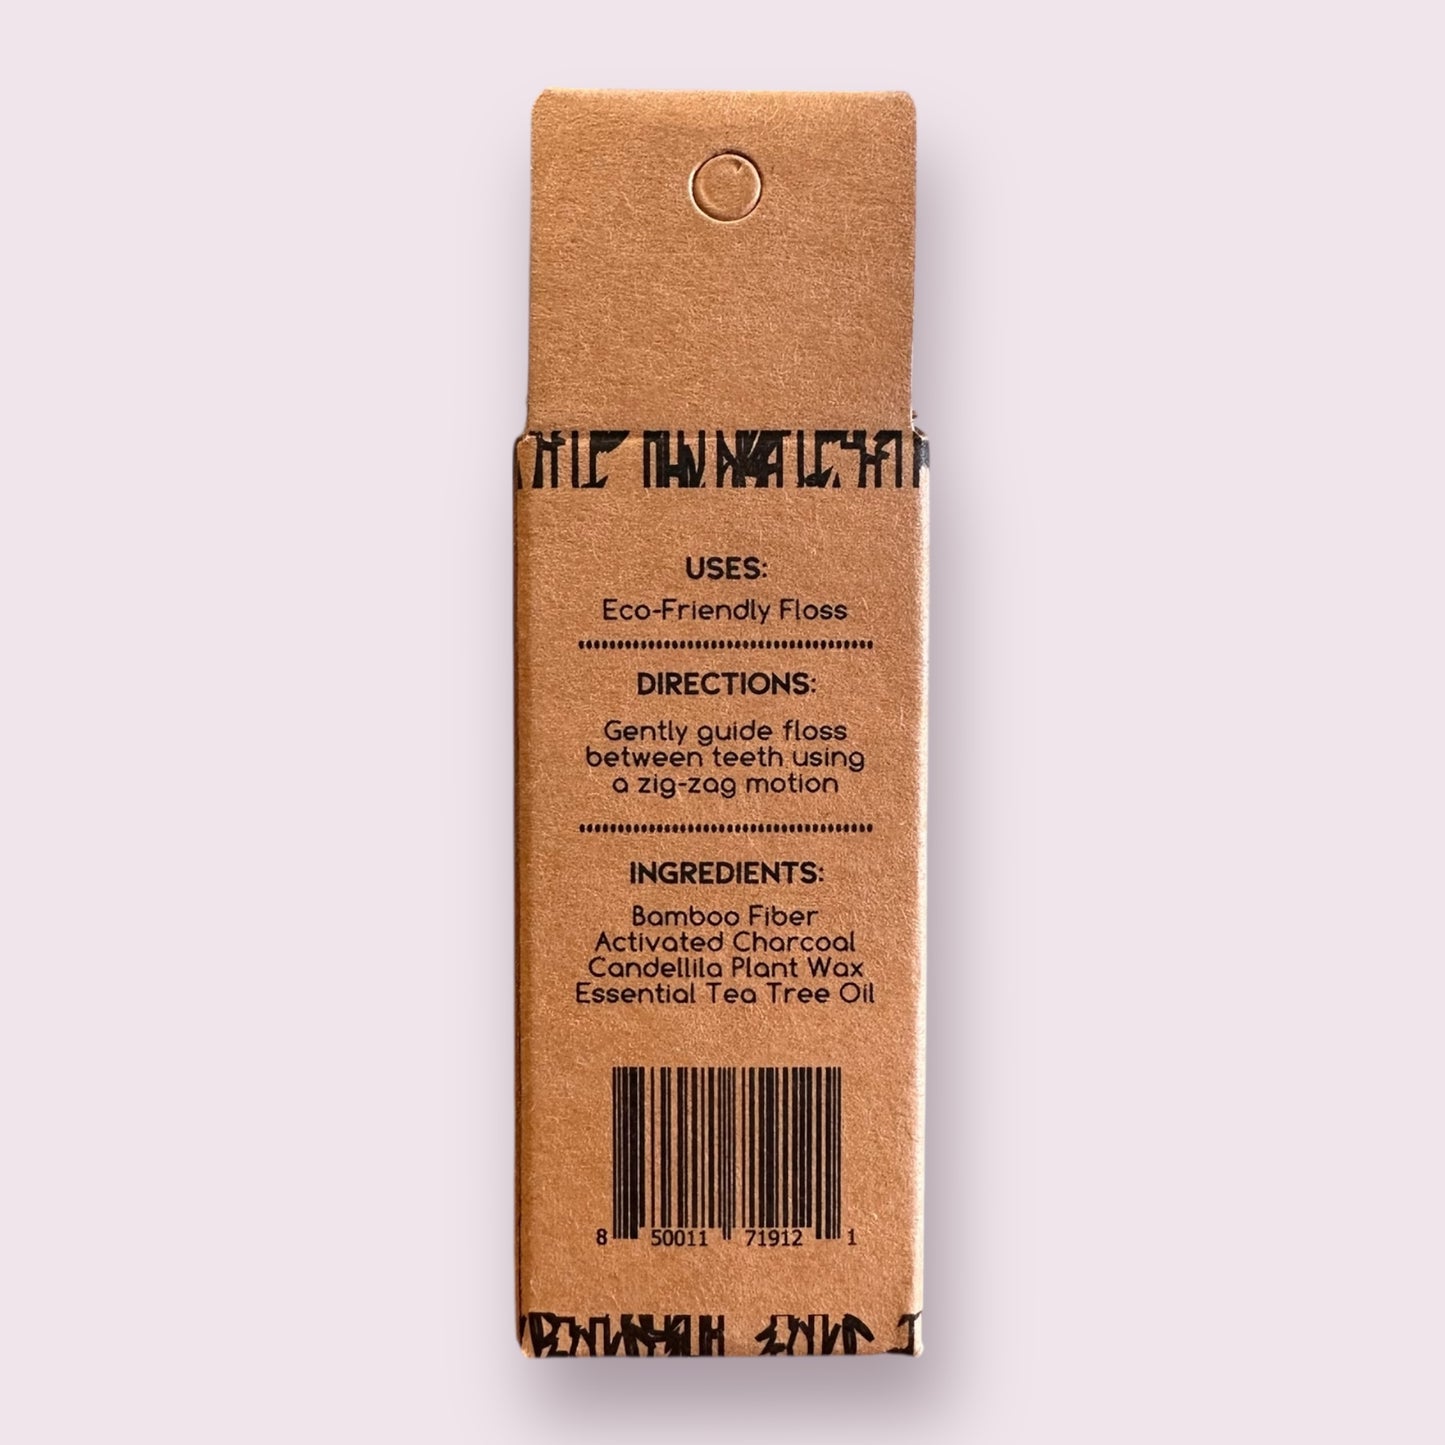 USES:
Eco-Friendly Floss
DIRECTIONS:
Gently guide floss
between teeth using
a zig-zag motion
INGREDIENTS:
Bamboo Fiber
Activated Charcoal
Candellila Plant Wax
Essential Tea Tree Oil
8 50011 71912 1